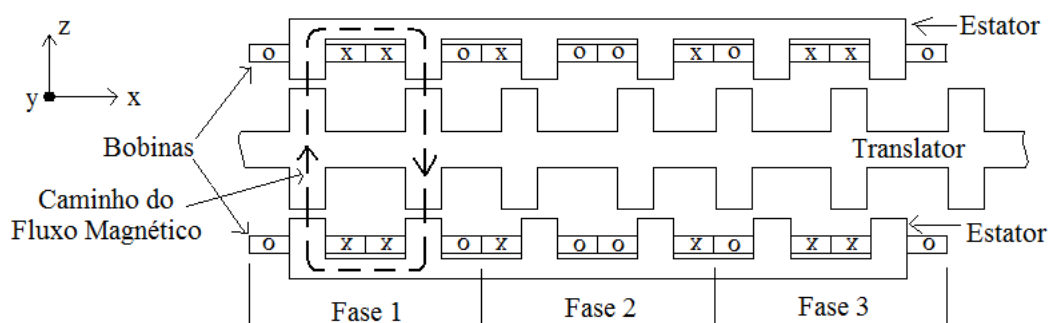 z
y
x
Estator
o x x o x o o x o x x o
Bobinas
Translator
Caminho do
Fluxo Magnético
Estator
o x x o x o o x o x x o
Fase 1
Fase 2
Fase 3